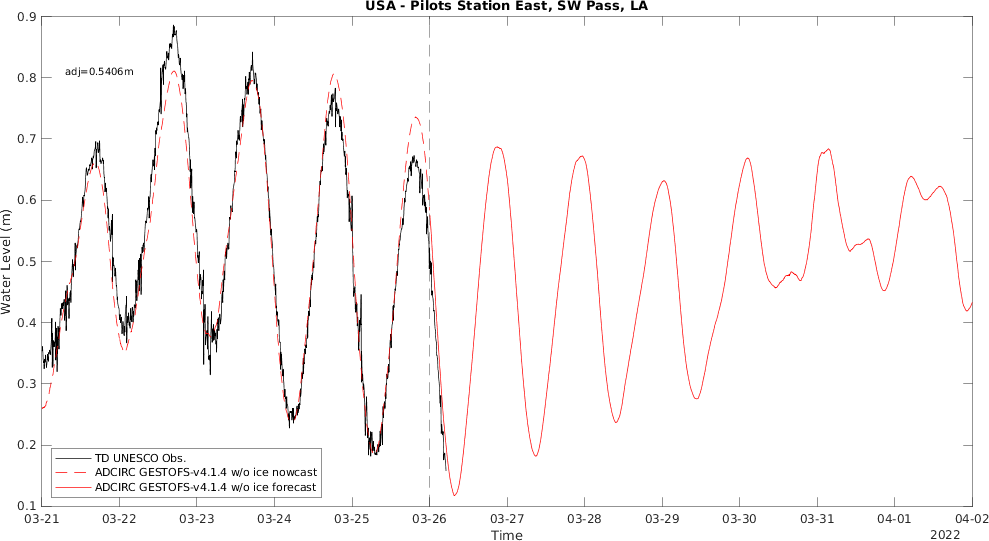 USA - Pilots Station East, SW Pass, LA
0.9
0.8
0.7
0.6
0.5
0.4
0.3
0.2
0.1
Water Level (m)
adj=0.5406m
TD UNESCO Obs.
ADCIRC GESTOFS-v4.1.4 w/o ice nowcast
ADCIRC GESTOFS-v4.1.4 w/o ice forecast
03-21 03-22 03-23 03-24 03-25 03-26 03-27 03-28 03-29 03-30 03-31 04-01 04-02
Time
2022